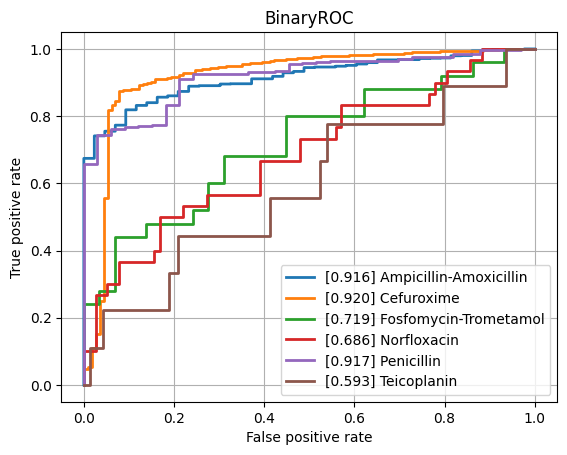 BinaryROC
True positive rate
1.0
0.8
0.6
0.4
0.2
0.0
[0.916] Ampicillin-Amoxicillin
[0.920] Cefuroxime
[0.719] Fosfomycin-Trometamol
[0.686] Norfloxacin
[0.917] Penicillin
[0.593] Teicoplanin
0.0 0.2 0.4 0.6 0.8 1.0
False positive rate